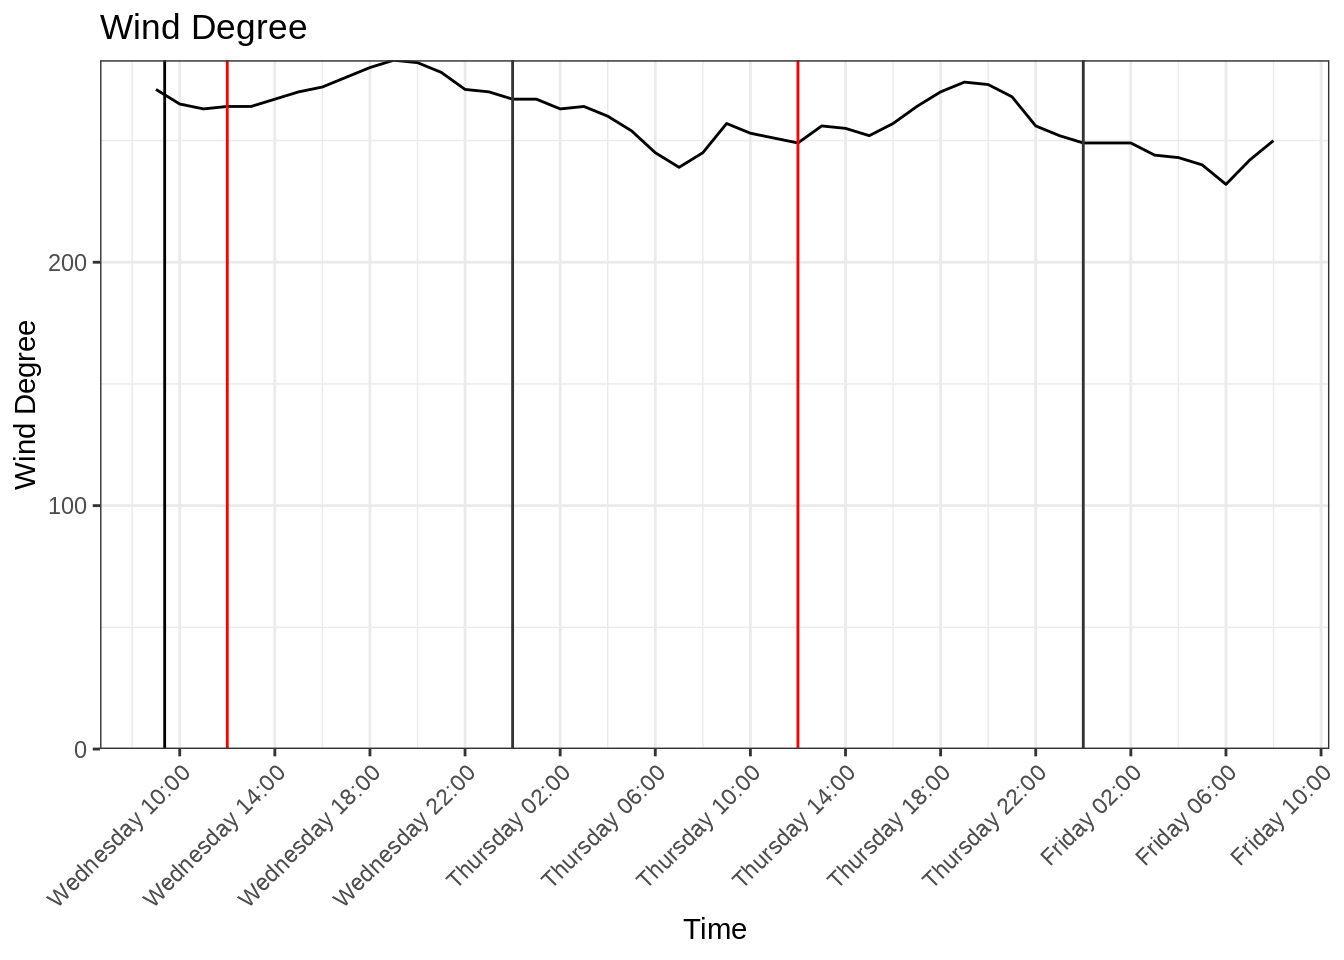 Wind Degree
Wind Degree
200
100
0
Wednesday 10:00
Wednesday 14:00
Wednesday 18:00
Wednesday 22:00
Thursday 02:00
Thursday 06:00
Thursday 10:00
Thursday 14:00
Thursday 18:00
Thursday 22:00
Friday 02:00
Friday 06:00
Friday 10:00
Time